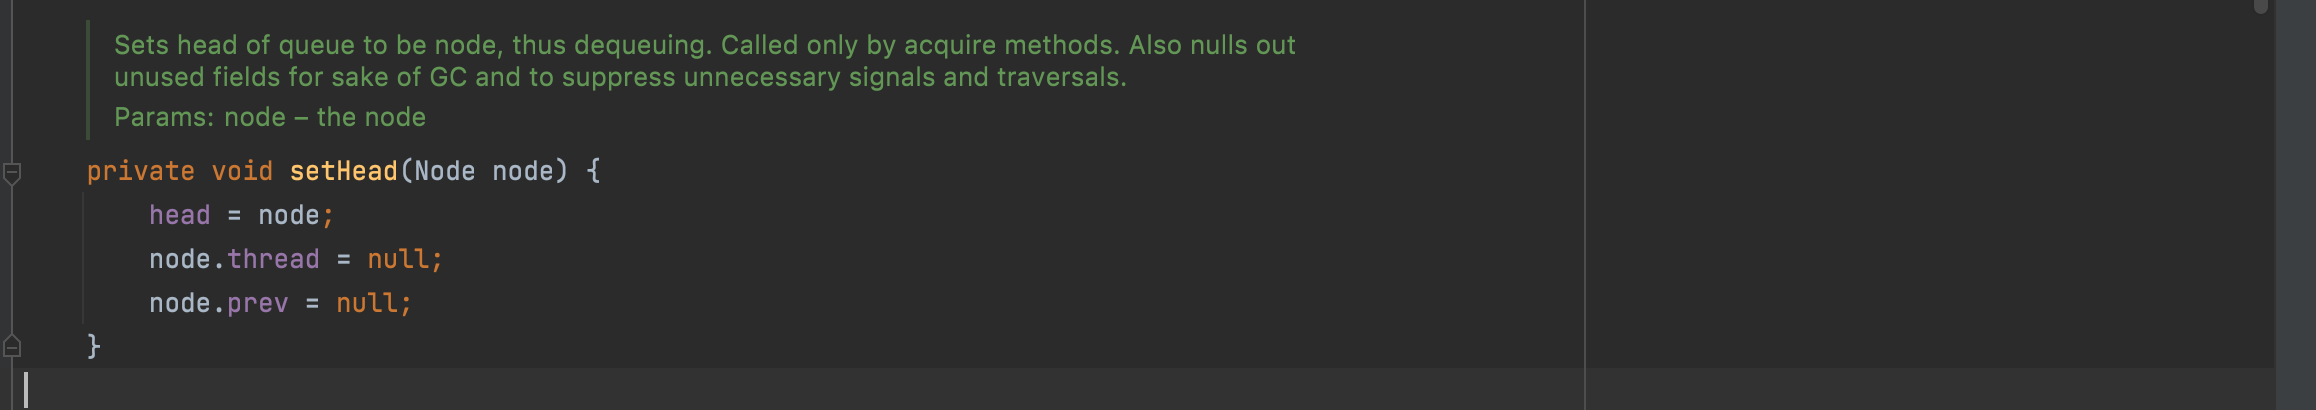 Sets head of queue to be node, thus dequeuing. Called only by acquire methods. Also nulls out
unused fields for sake of GC and to suppress unnecessary signals and traversals.
Params: node – the node
private void setHead(Node node) {
    head = node;
    node.thread = null;
    node.prev = null;
}